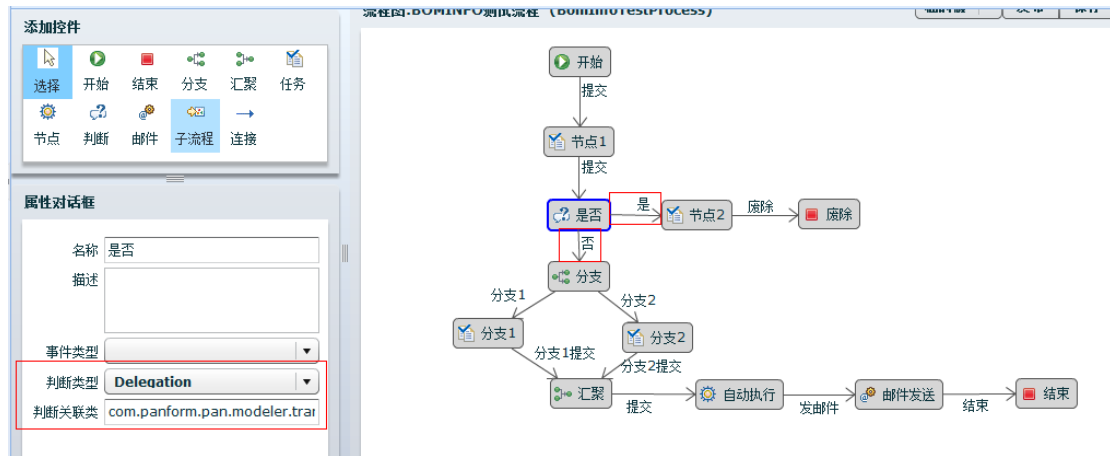 添加控件
选择 开始 结束 分支 汇聚 任务
节点 判断 邮件 子流程 连接
属性对话框
名称 是否
描述
事件类型
判断类型 Delegation
判断关联类 com.panform.pan.modeler.trar
流程图:BOMINFO测试流程 (BomInfoTestProcess)
开始
提交
节点1
提交
是否 是 节点2 废除 废除
否
分支
分支1 分支2
分支1 分支2
分支1提交 分支2提交
汇聚 提交 自动执行 发邮件 邮件发送 结束 结束